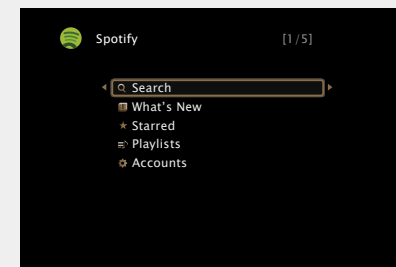 Spotify [1/5]
Search
What's New
Starred
Playlists
Accounts